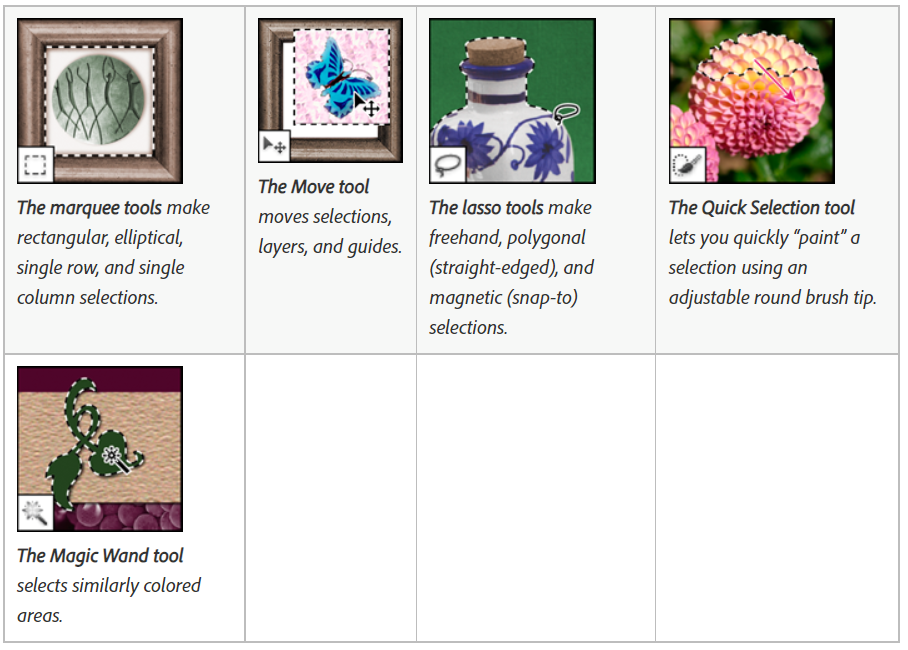 The marquee tools make
rectangular, elliptical,
single row, and single
column selections.
The Move tool
moves selections,
layers, and guides.
The lasso tools make
freehand, polygonal
(straight-edged), and
magnetic (snap-to)
selections.
The Quick Selection tool
lets you quickly “paint” a
selection using an
adjustable round brush tip.
The Magic Wand tool
selects similarly colored
areas.